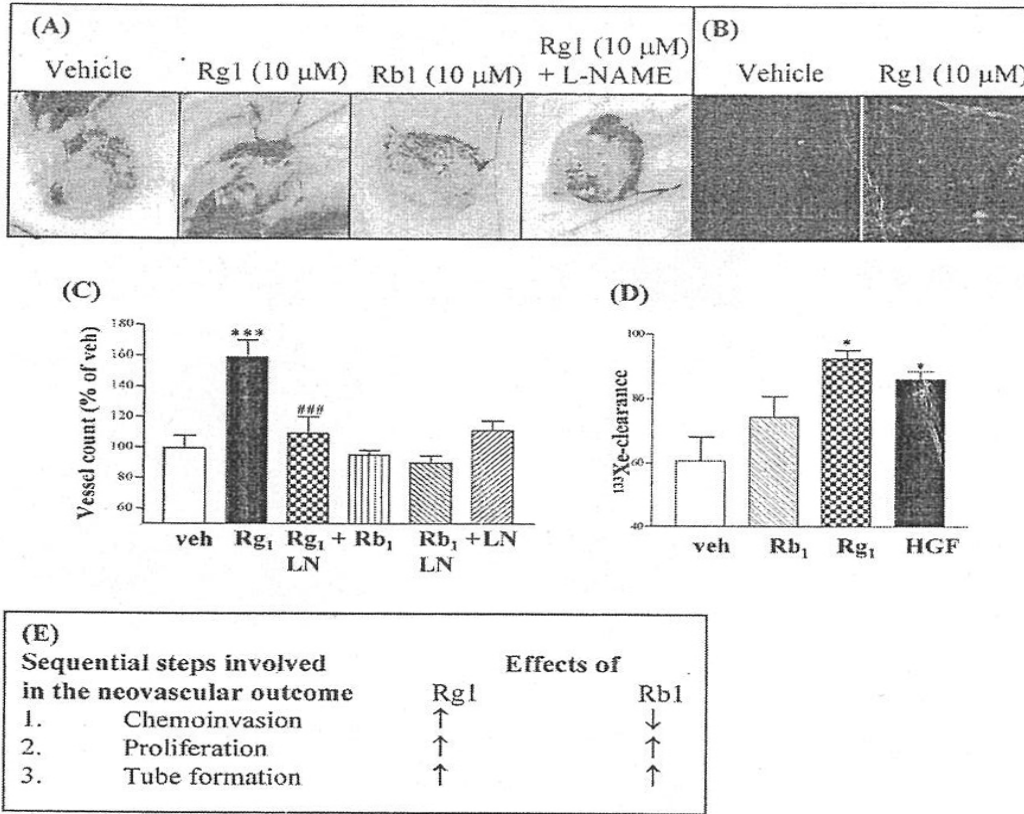 (A)
Vehicle Rg1 (10 µM) Rb1 (10 µM) Rg1 (10 µM)
+ L-NAME
(B)
Vehicle Rg1 (10 µM)
(C)
Vessel count (% of veh)
180
160
140
120
100
80
60
***
###
veh Rg1 Rg1 + Rb1 Rb1 +LN
LN LN
(D)
133Xe-clearance
100
80
60
40
*
*
veh Rb1 Rg1 HGF
(E)
Sequential steps involved Effects of
in the neovascular outcome Rg1 Rb1
1. Chemoinvasion ↑ ↓
2. Proliferation ↑ ↑
3. Tube formation ↑ ↑